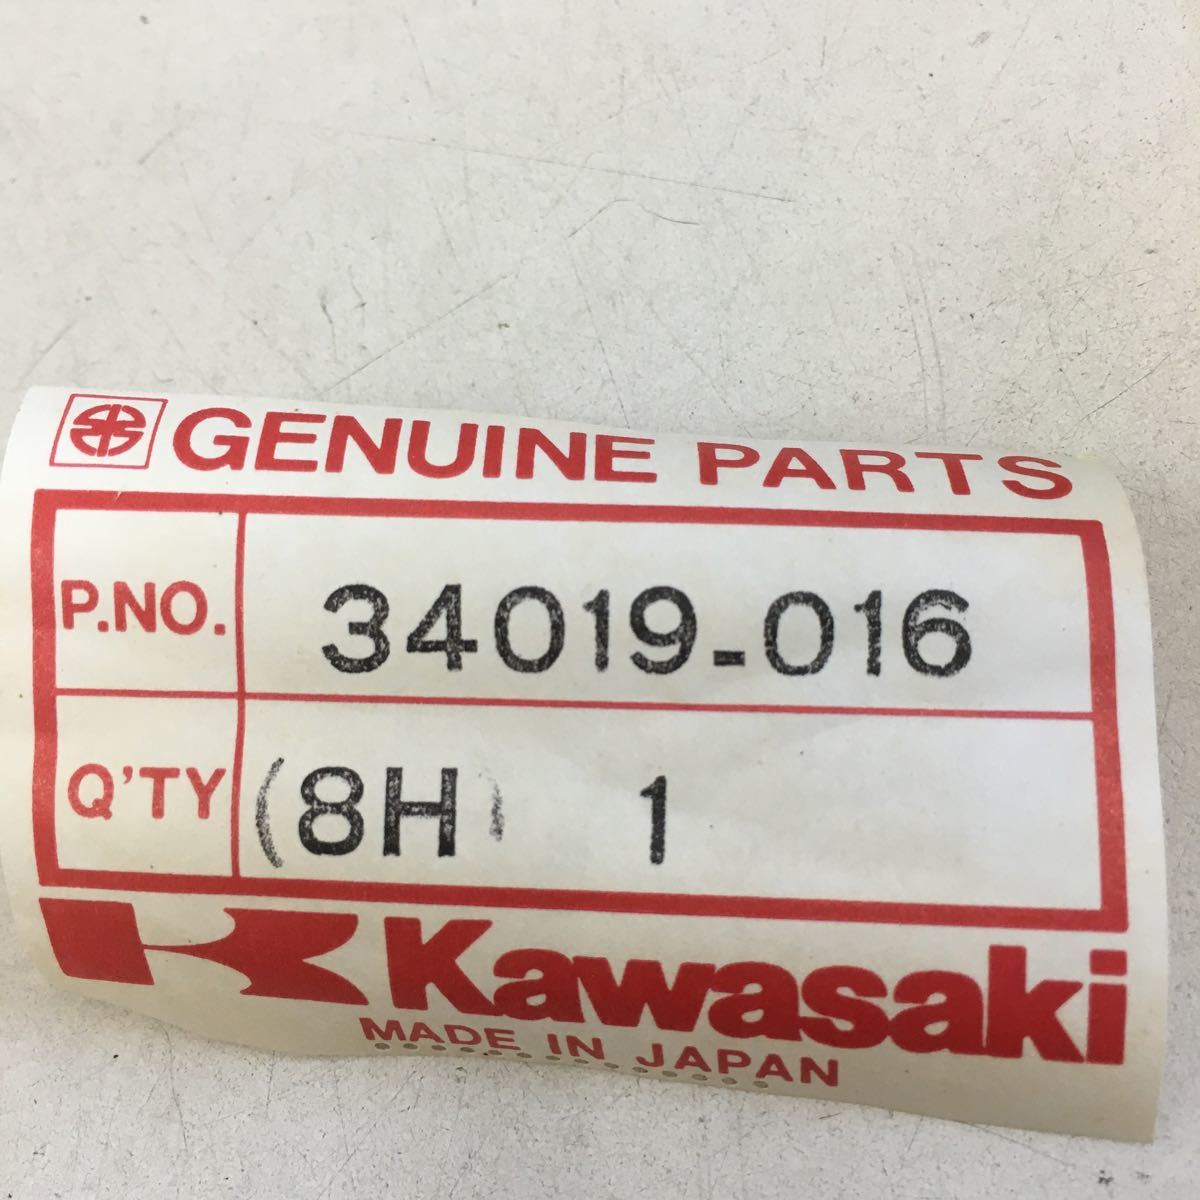 GENUINE PARTS
P.NO. 34019-016
Q'TY (8H) 1
Kawasaki
MADE IN JAPAN